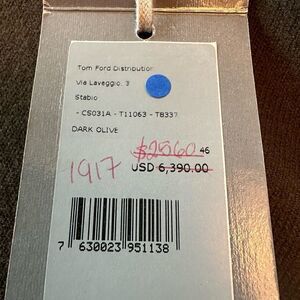 Tom Ford Distribution
Via Laveggio, 3
Stabio
- CS031A - T11063 - T8337
DARK OLIVE
$2560 46
1917
USD 6,390.00
7 630023 951138